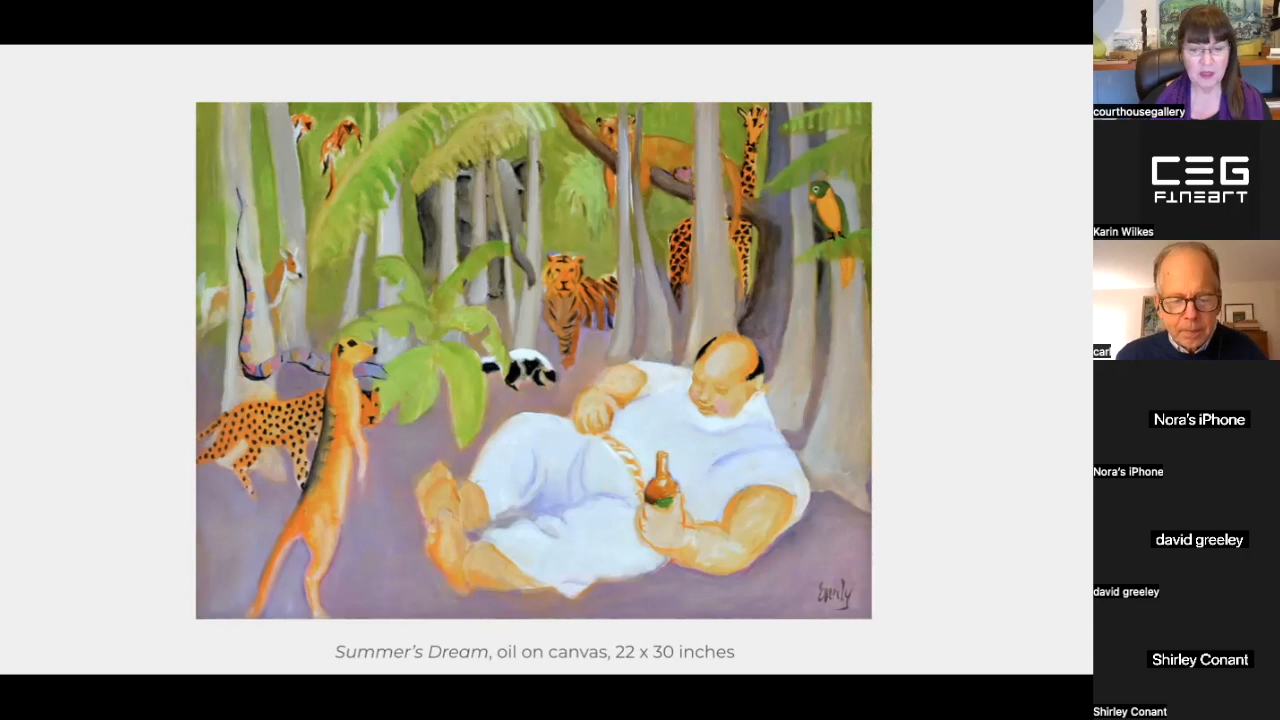 Emily
Summer's Dream, oil on canvas, 22 x 30 inches
courthousegallery
CEG
FINEART
Karin Wilkes
carl
Nora's iPhone
Nora's iPhone
david greeley
david greeley
Shirley Conant
Shirley Conant